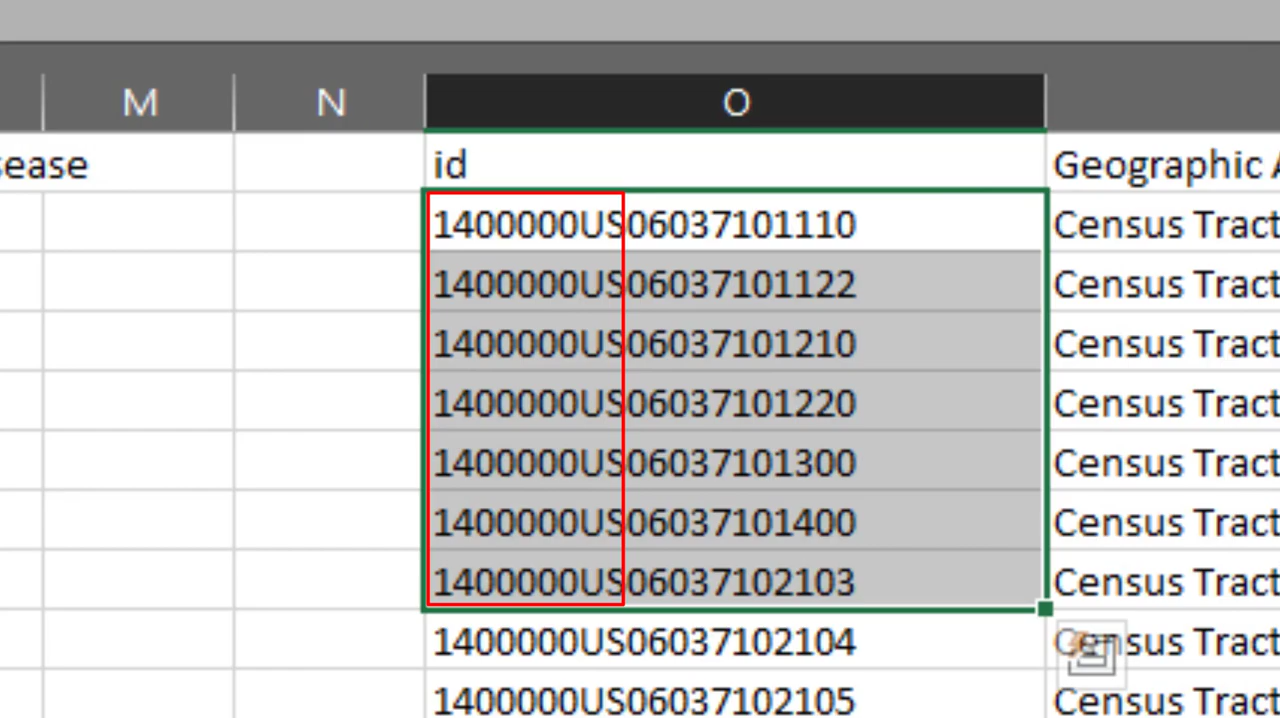 M N O
sease id Geographic A
1400000US06037101110 Census Tract
1400000US06037101122 Census Tract
1400000US06037101210 Census Tract
1400000US06037101220 Census Tract
1400000US06037101300 Census Tract
1400000US06037101400 Census Tract
1400000US06037102103 Census Tract
1400000US06037102104 Census Tract
1400000US06037102105 Census Tract